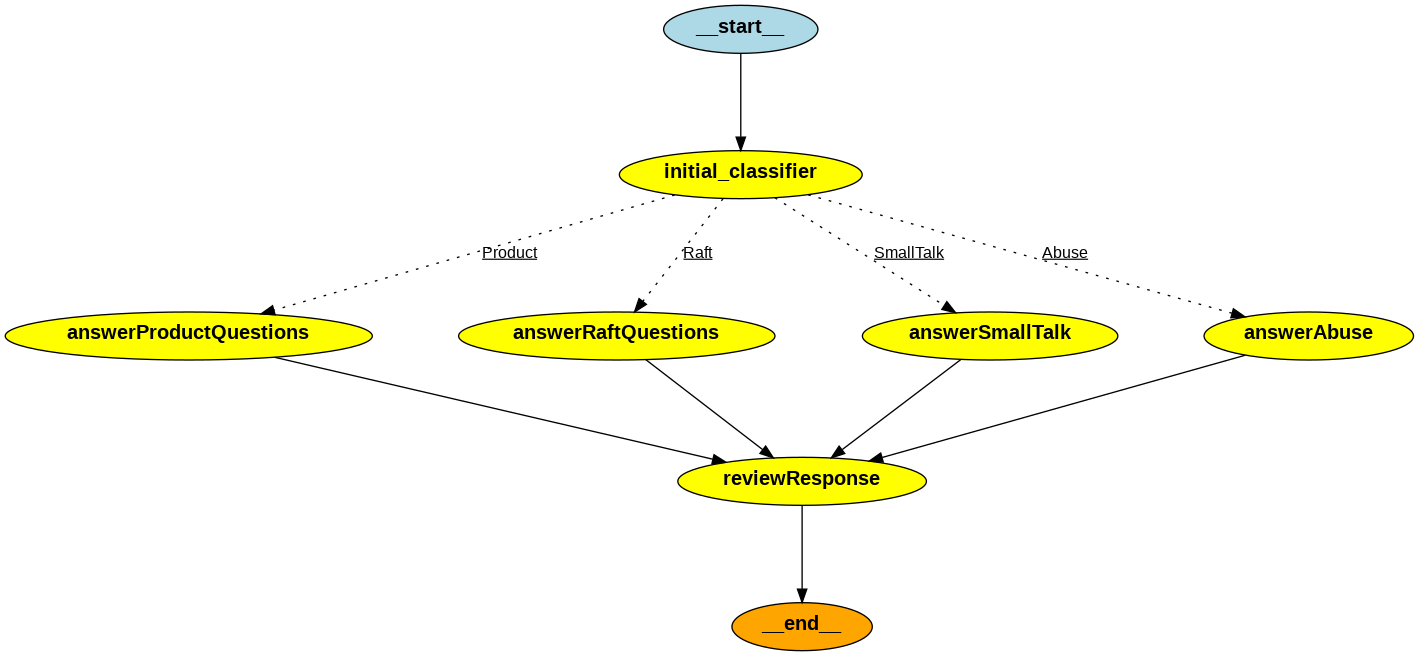 __start__
initial_classifier
Product
Raft
SmallTalk
Abuse
answerProductQuestions
answerRaftQuestions
answerSmallTalk
answerAbuse
reviewResponse
__end__